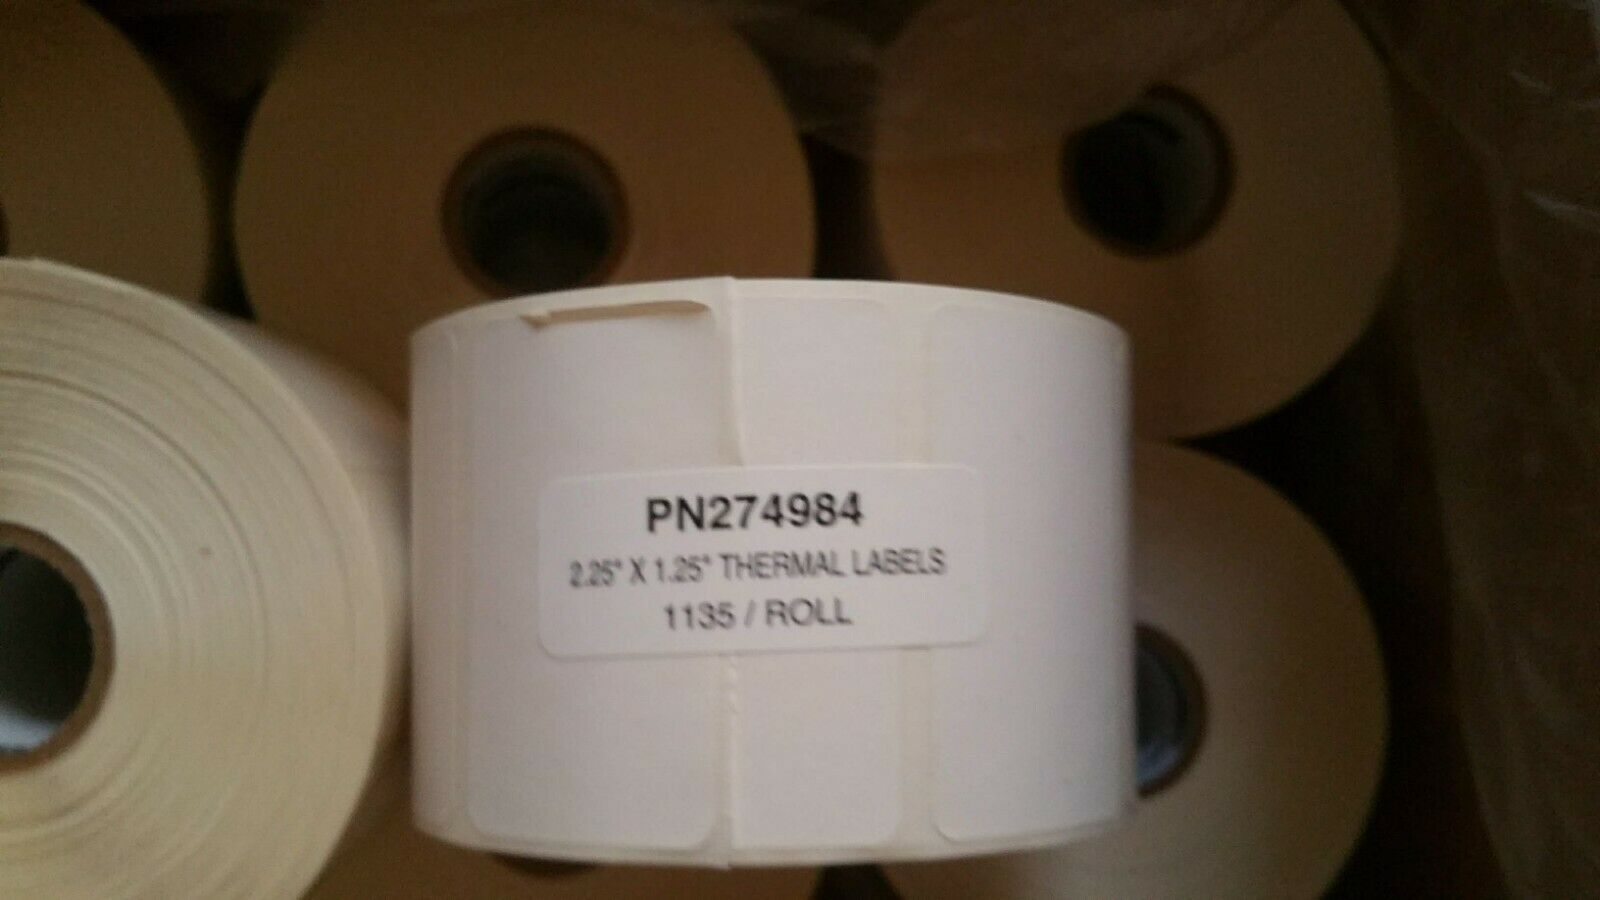 PN274984
2.25" X 1.25" THERMAL LABELS
1135 / ROLL